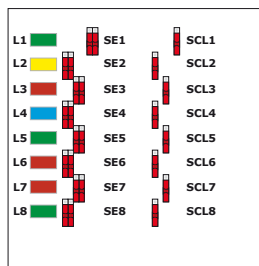 L1 SE1 SCL1
L2 SE2 SCL2
L3 SE3 SCL3
L4 SE4 SCL4
L5 SE5 SCL5
L6 SE6 SCL6
L7 SE7 SCL7
L8 SE8 SCL8